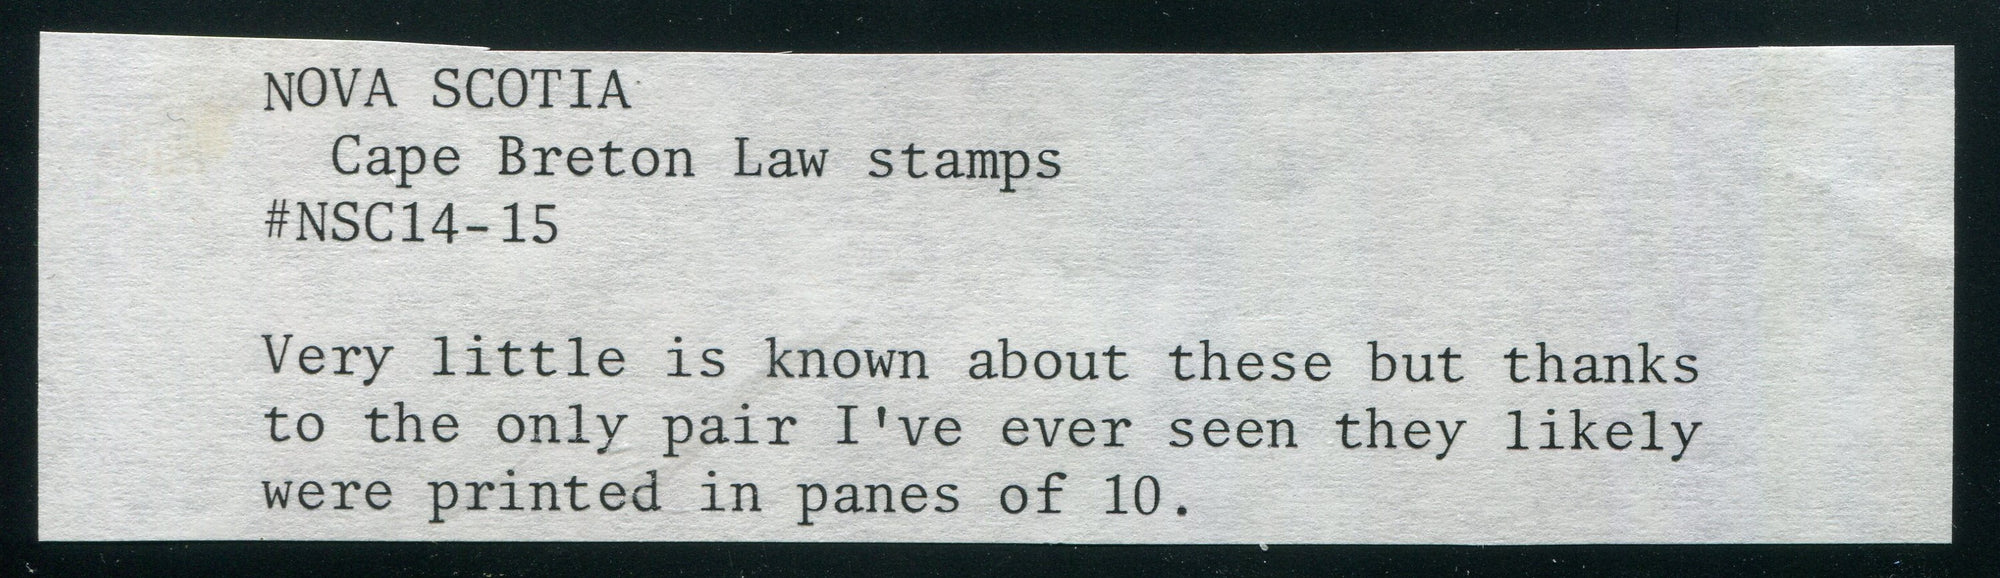 NOVA SCOTIA
Cape Breton Law stamps
#NSC14-15
Very little is known about these but thanks
to the only pair I've ever seen they likely
were printed in panes of 10.